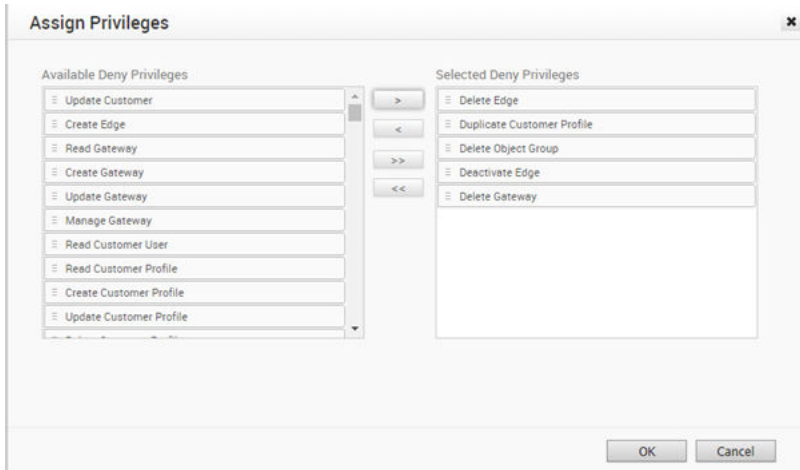 Assign Privileges
Available Deny Privileges
Update Customer
Create Edge
Read Gateway
Create Gateway
Update Gateway
Manage Gateway
Read Customer User
Read Customer Profile
Create Customer Profile
Update Customer Profile
>
<
>>
<<
Selected Deny Privileges
Delete Edge
Duplicate Customer Profile
Delete Object Group
Deactivate Edge
Delete Gateway
OK
Cancel